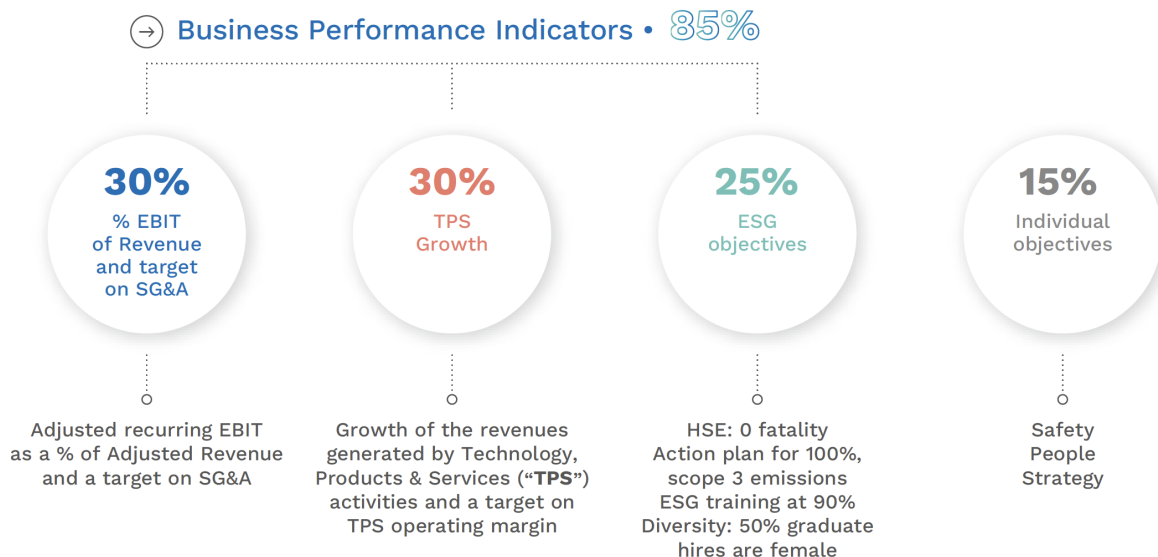 Business Performance Indicators • 85%
30%
% EBIT
of Revenue
and target
on SG&A
Adjusted recurring EBIT
as a % of Adjusted Revenue
and a target on SG&A
30%
TPS
Growth
Growth of the revenues
generated by Technology,
Products & Services (“TPS”)
activities and a target on
TPS operating margin
25%
ESG
objectives
HSE: 0 fatality
Action plan for 100%,
scope 3 emissions
ESG training at 90%
Diversity: 50% graduate
hires are female
15%
Individual
objectives
Safety
People
Strategy